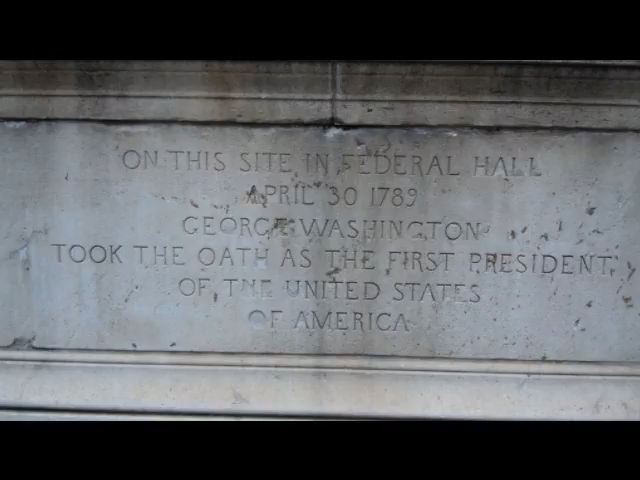 ON THIS SITE IN FEDERAL HALL
APRIL 30 1789
GEORGE WASHINGTON
TOOK THE OATH AS THE FIRST PRESIDENT
OF THE UNITED STATES
OF AMERICA